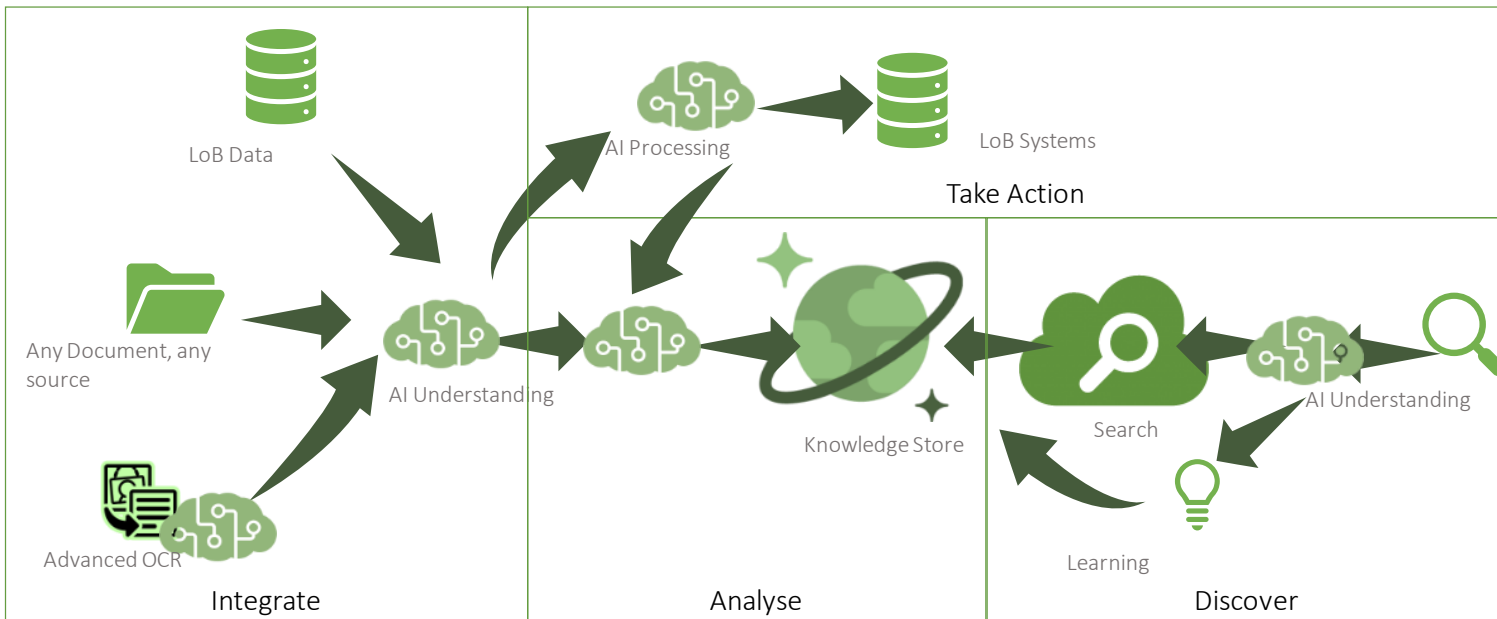 LoB Data
AI Processing
LoB Systems
Take Action
Any Document, any
source
AI Understanding
Advanced OCR
Integrate
Knowledge Store
Analyse
Search
AI Understanding
Learning
Discover